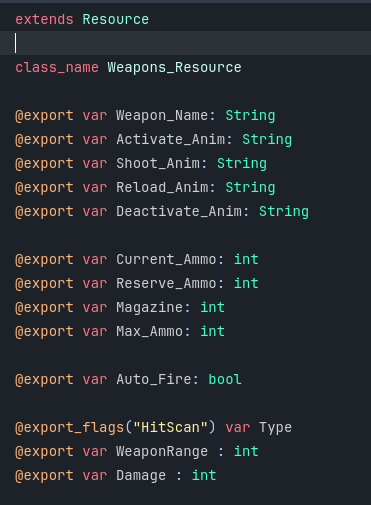 extends Resource
class_name Weapons_Resource
@export var Weapon_Name: String
@export var Activate_Anim: String
@export var Shoot_Anim: String
@export var Reload_Anim: String
@export var Deactivate_Anim: String
@export var Current_Ammo: int
@export var Reserve_Ammo: int
@export var Magazine: int
@export var Max_Ammo: int
@export var Auto_Fire: bool
@export_flags("HitScan") var Type
@export var WeaponRange : int
@export var Damage : int